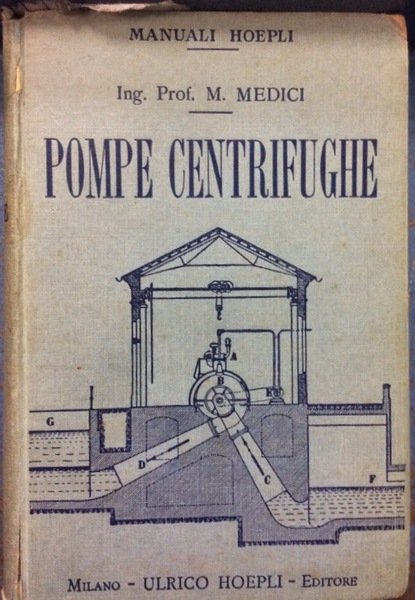 MANUALI HOEPLI
Ing. Prof. M. MEDICI
POMPE CENTRIFUGHE
A
B
E
G
D
C
F
MILANO - ULRICO HOEPLI - EDITORE